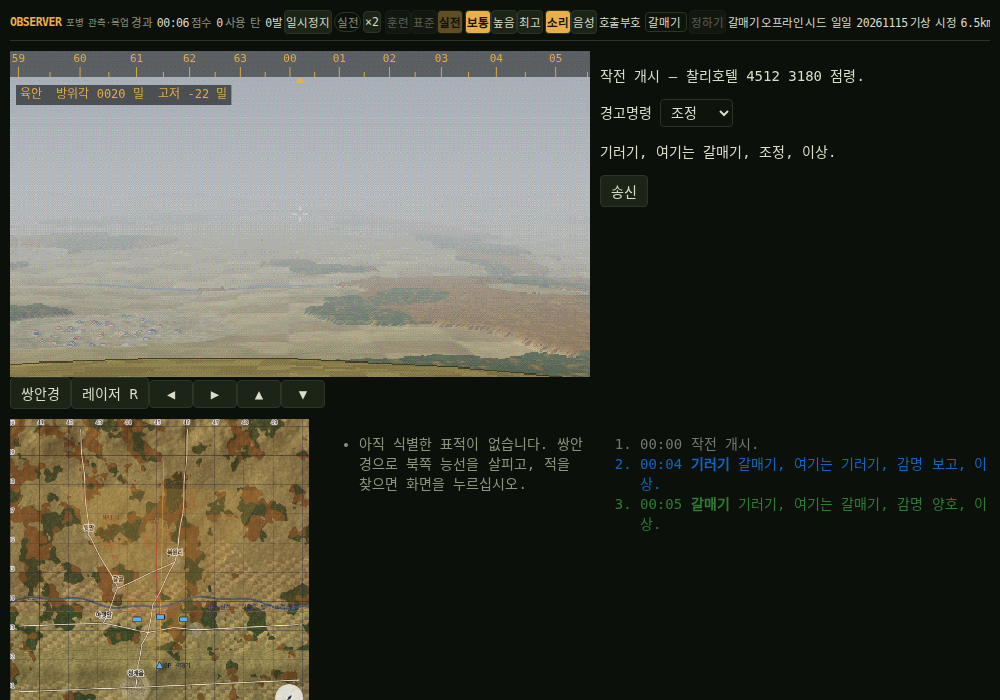 OBSERVER 포병 관측·목업 경과 00:06 점수 0 사용 탄 0발 일시정지 실전 ×2 훈련 표준 실전 보통 높음 최고 소리 음성 호출부호 갈매기 정하기 갈매기 오프라인 시드 일일 20261115 기상 시정 6.5km
59 60 61 62 63 00 01 02 03 04 05
육안 방위각 0020 밀 고저 -22 밀
작전 개시 — 찰리호텔 4512 3180 점령.
경고명령 조정
기러기, 여기는 갈매기, 조정, 이상.
송신
쌍안경 레이저 R ◀ ▶ ▲ ▼
• 아직 식별한 표적이 없습니다. 쌍안
경으로 북쪽 능선을 살피고, 적을
찾으면 화면을 누르십시오.
1. 00:00 작전 개시.
2. 00:04 기러기 갈매기, 여기는 기러기, 감명 보고, 이
상.
3. 00:05 갈매기 기러기, 여기는 갈매기, 감명 양호, 이
상.